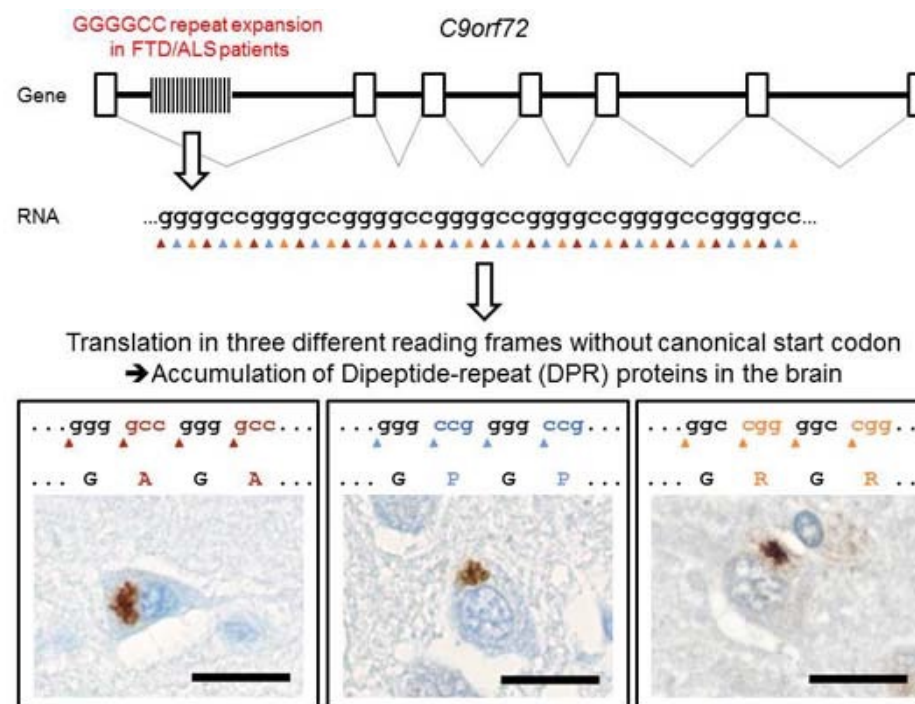 GGGGCC repeat expansion
in FTD/ALS patients
C9orf72
Gene
RNA
...ggggccggggccggggccggggccggggccggggccggggcc...
Translation in three different reading frames without canonical start codon
➔Accumulation of Dipeptide-repeat (DPR) proteins in the brain
...ggg gcc ggg gcc...
...G A G A...
...ggg ccg ggg ccg...
...G P G P...
...ggc cgg ggc cgg...
...G R G R...